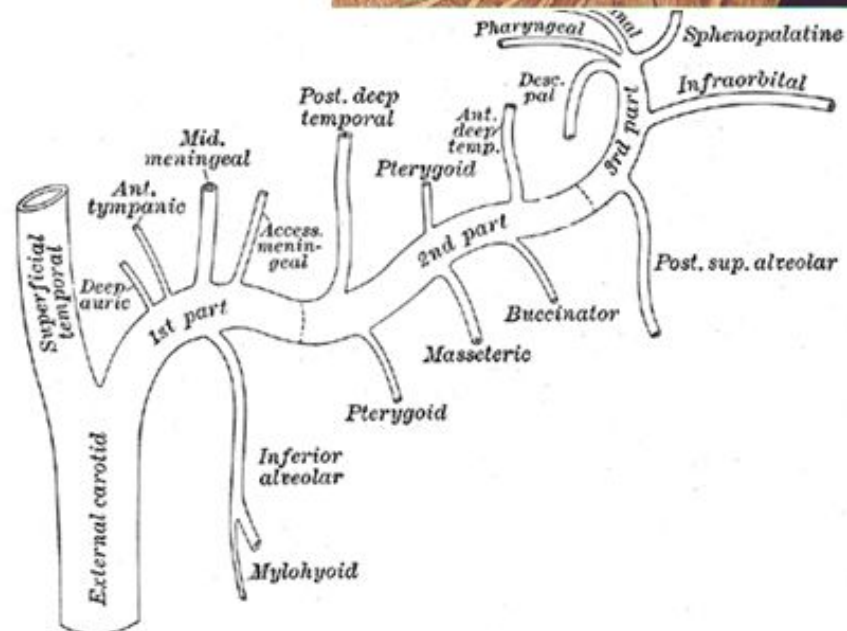 Pharyngeal
Sphenopalatine
Desc.
pal
Infraorbital
3rd part
Post. deep
temporal
Ant.
deep
temp.
Mid.
meningeal
Pterygoid
Ant.
tympanic
Access.
menin-
geal
2nd part
Deep
auric
Superficial
temporal
1st part
Post. sup. alveolar
Buccinator
Masseteric
Pterygoid
Inferior
alveolar
External carotid
Mylohyoid